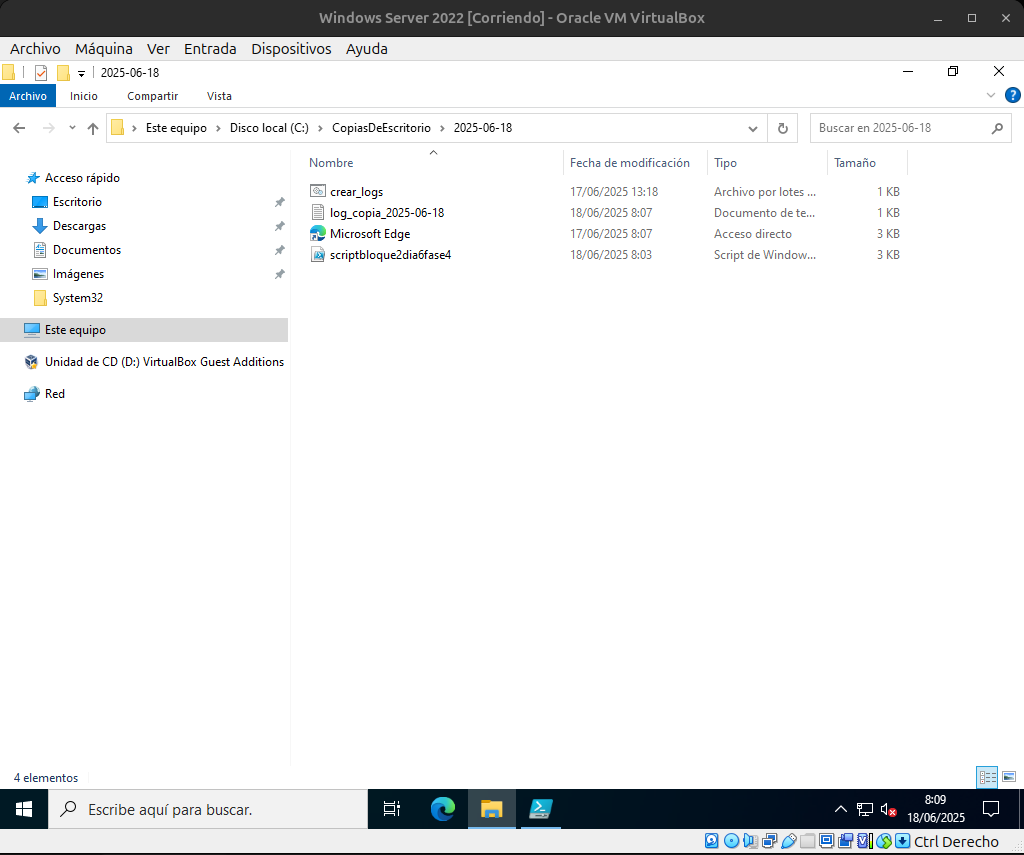 Windows Server 2022 [Corriendo] - Oracle VM VirtualBox
Archivo Máquina Ver Entrada Dispositivos Ayuda
2025-06-18
Archivo Inicio Compartir Vista
Este equipo Disco local (C:) CopiasDeEscritorio 2025-06-18
Buscar en 2025-06-18
Nombre Fecha de modificación Tipo Tamaño
crear_logs 17/06/2025 13:18 Archivo por lotes ... 1 KB
log_copia_2025-06-18 18/06/2025 8:07 Documento de te... 1 KB
Microsoft Edge 17/06/2025 8:07 Acceso directo 3 KB
scriptbloque2dia6fase4 18/06/2025 8:03 Script de Window... 3 KB
Acceso rápido
Escritorio
Descargas
Documentos
Imágenes
System32
Este equipo
Unidad de CD (D:) VirtualBox Guest Additions
Red
4 elementos
Escribe aquí para buscar.
8:09
18/06/2025
Ctrl Derecho